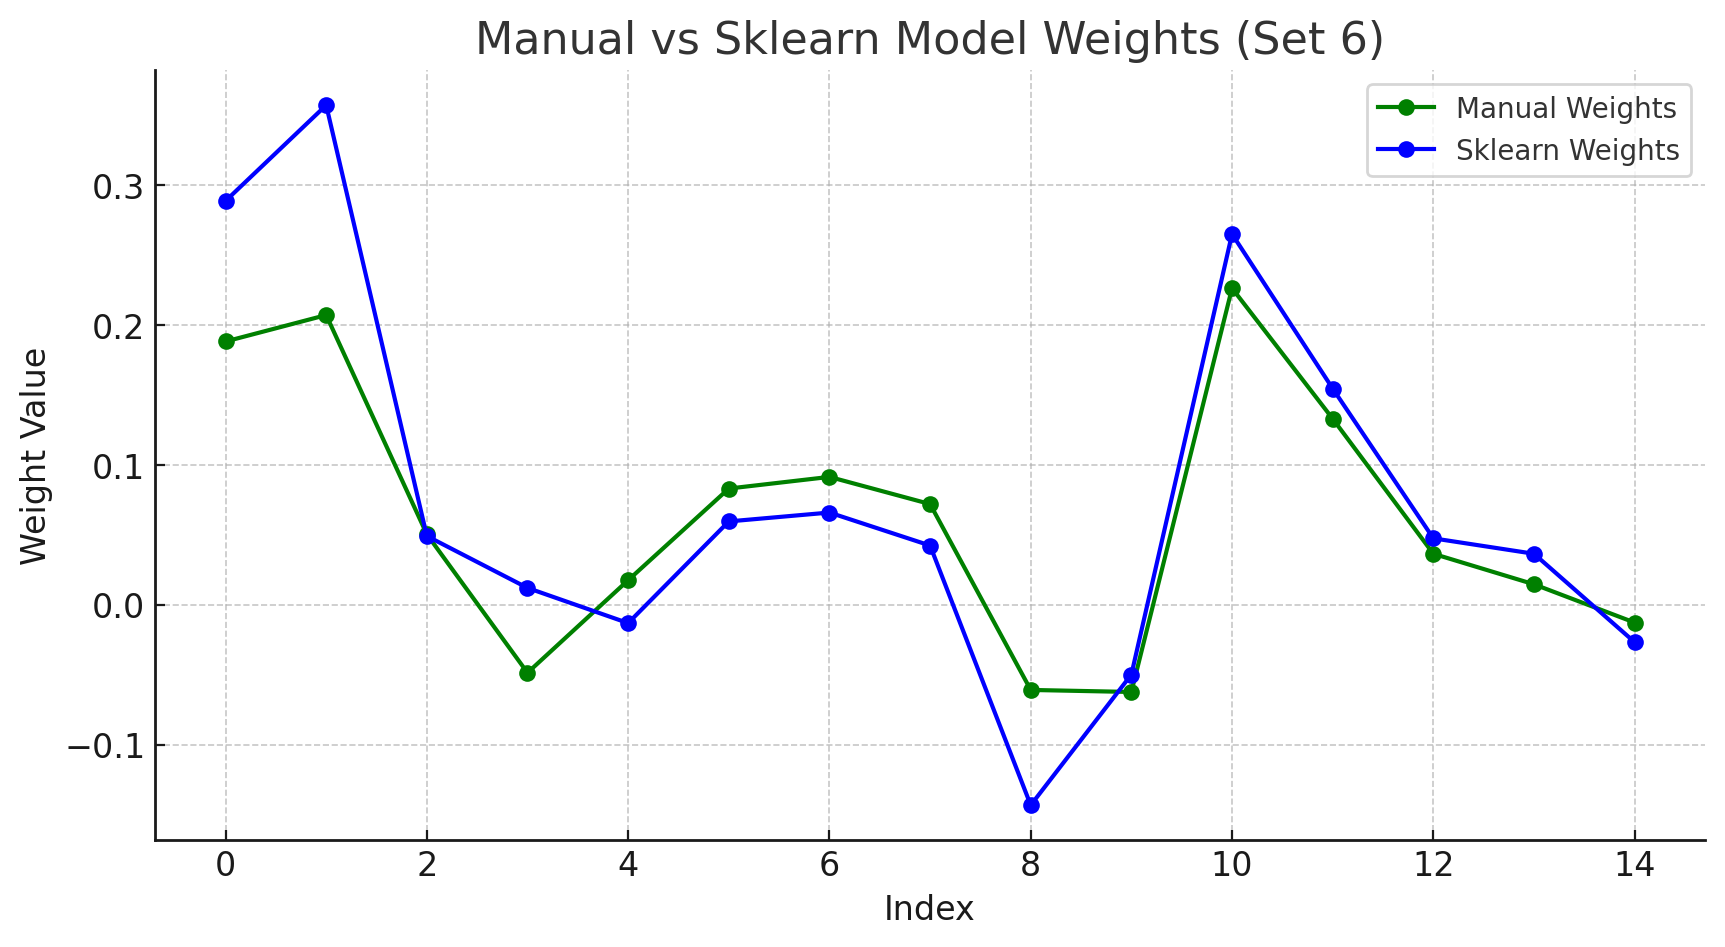 Manual vs Sklearn Model Weights (Set 6)
Manual Weights
Sklearn Weights
Weight Value
0.3
0.2
0.1
0.0
−0.1
0 2 4 6 8 10 12 14
Index